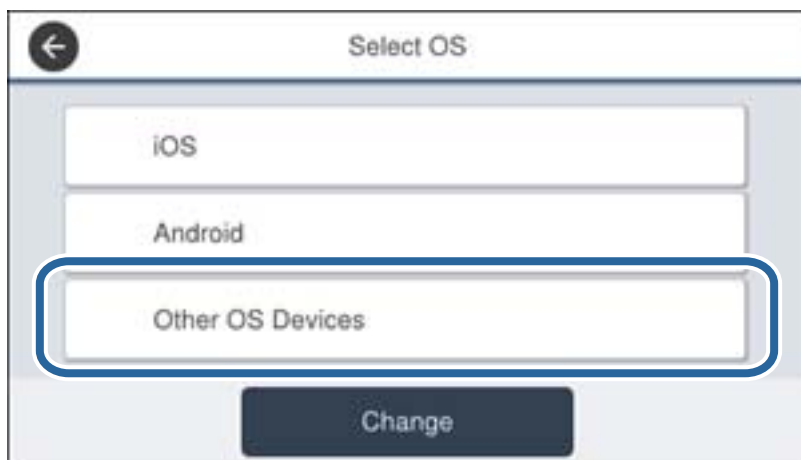 Select OS
iOS
Android
Other OS Devices
Change